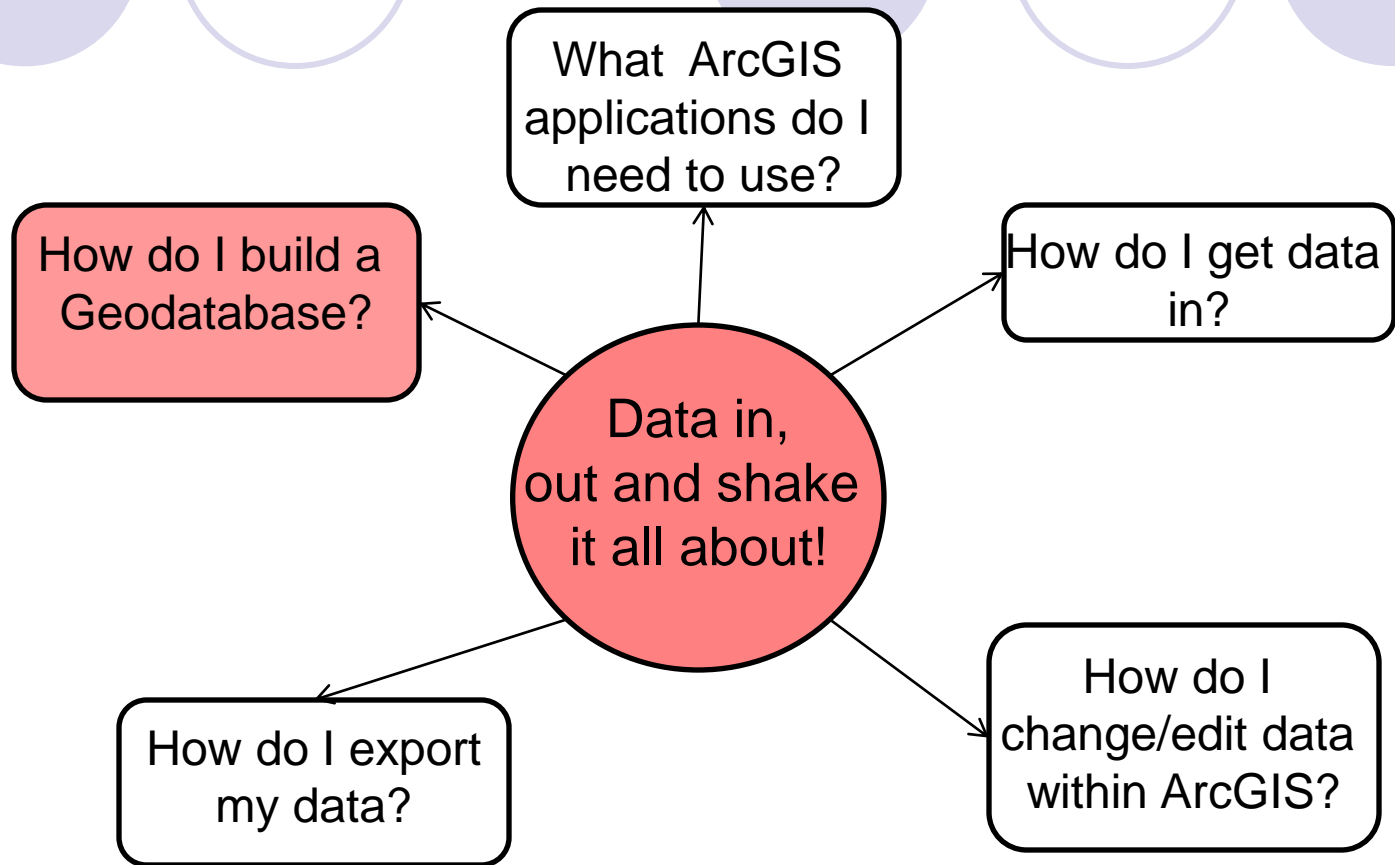 What  ArcGIS
applications do I
need to use?
How do I build a
Geodatabase?
How do I get data
in?
Data in,
out and shake
it all about!
How do I export
my data?
How do I
change/edit data
within ArcGIS?